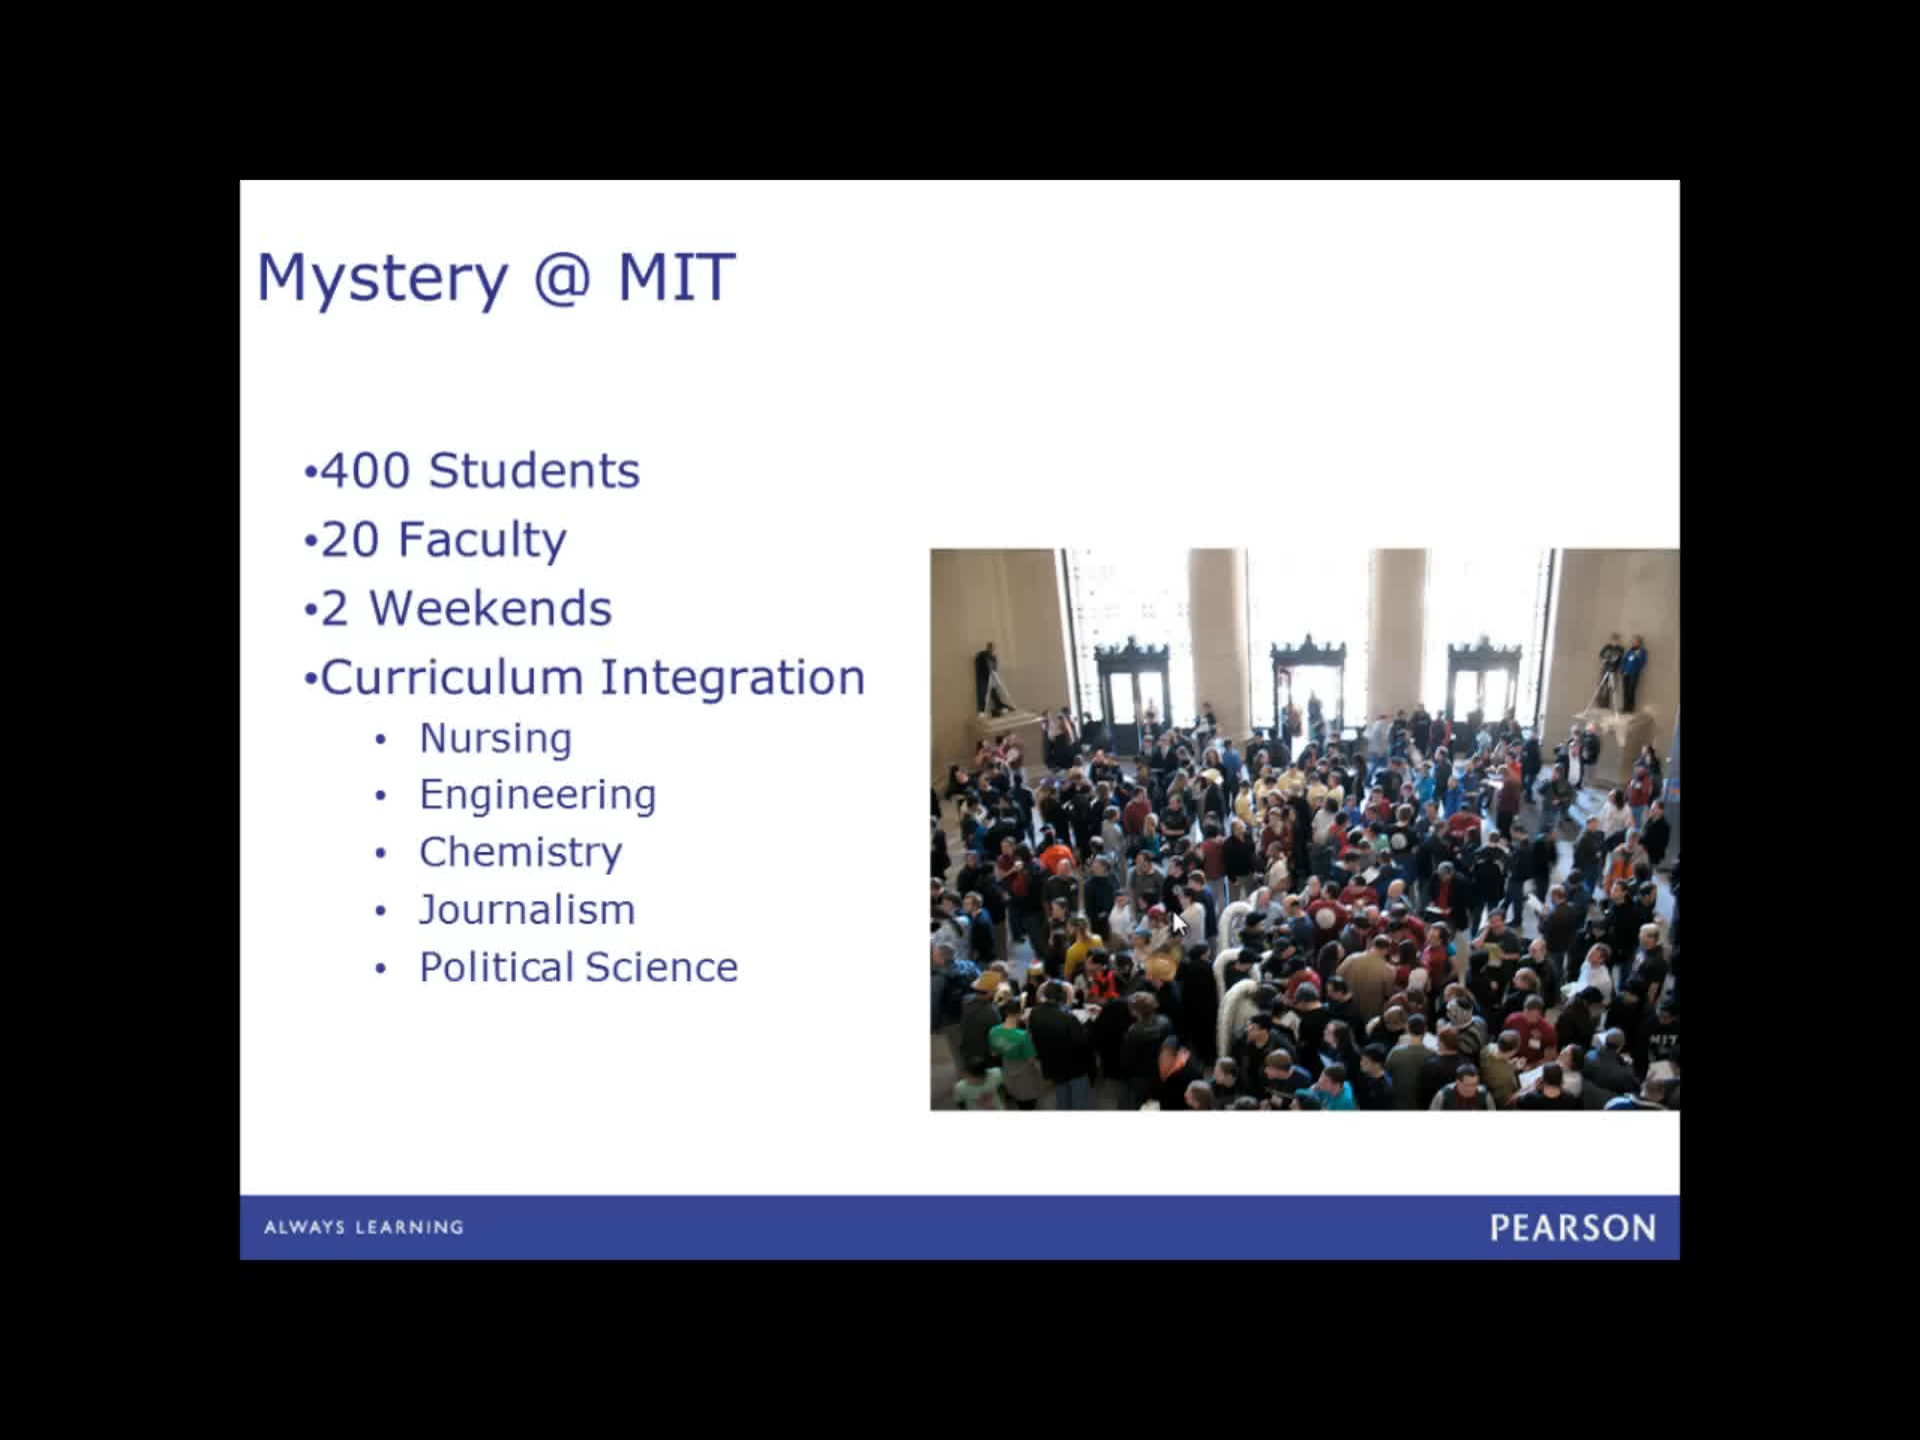 Mystery @ MIT
•400 Students
•20 Faculty
•2 Weekends
•Curriculum Integration
• Nursing
• Engineering
• Chemistry
• Journalism
• Political Science
MIT
ALWAYS LEARNING
PEARSON